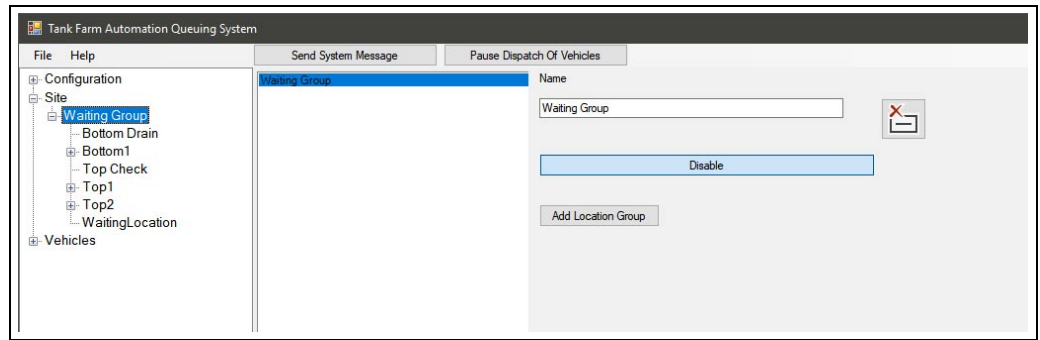 Tank Farm Automation Queuing System
File Help Send System Message Pause Dispatch Of Vehicles
Configuration
Site
Waiting Group
Bottom Drain
Bottom1
Top Check
Top1
Top2
WaitingLocation
Vehicles
Waiting Group
Name
Waiting Group
Disable
Add Location Group